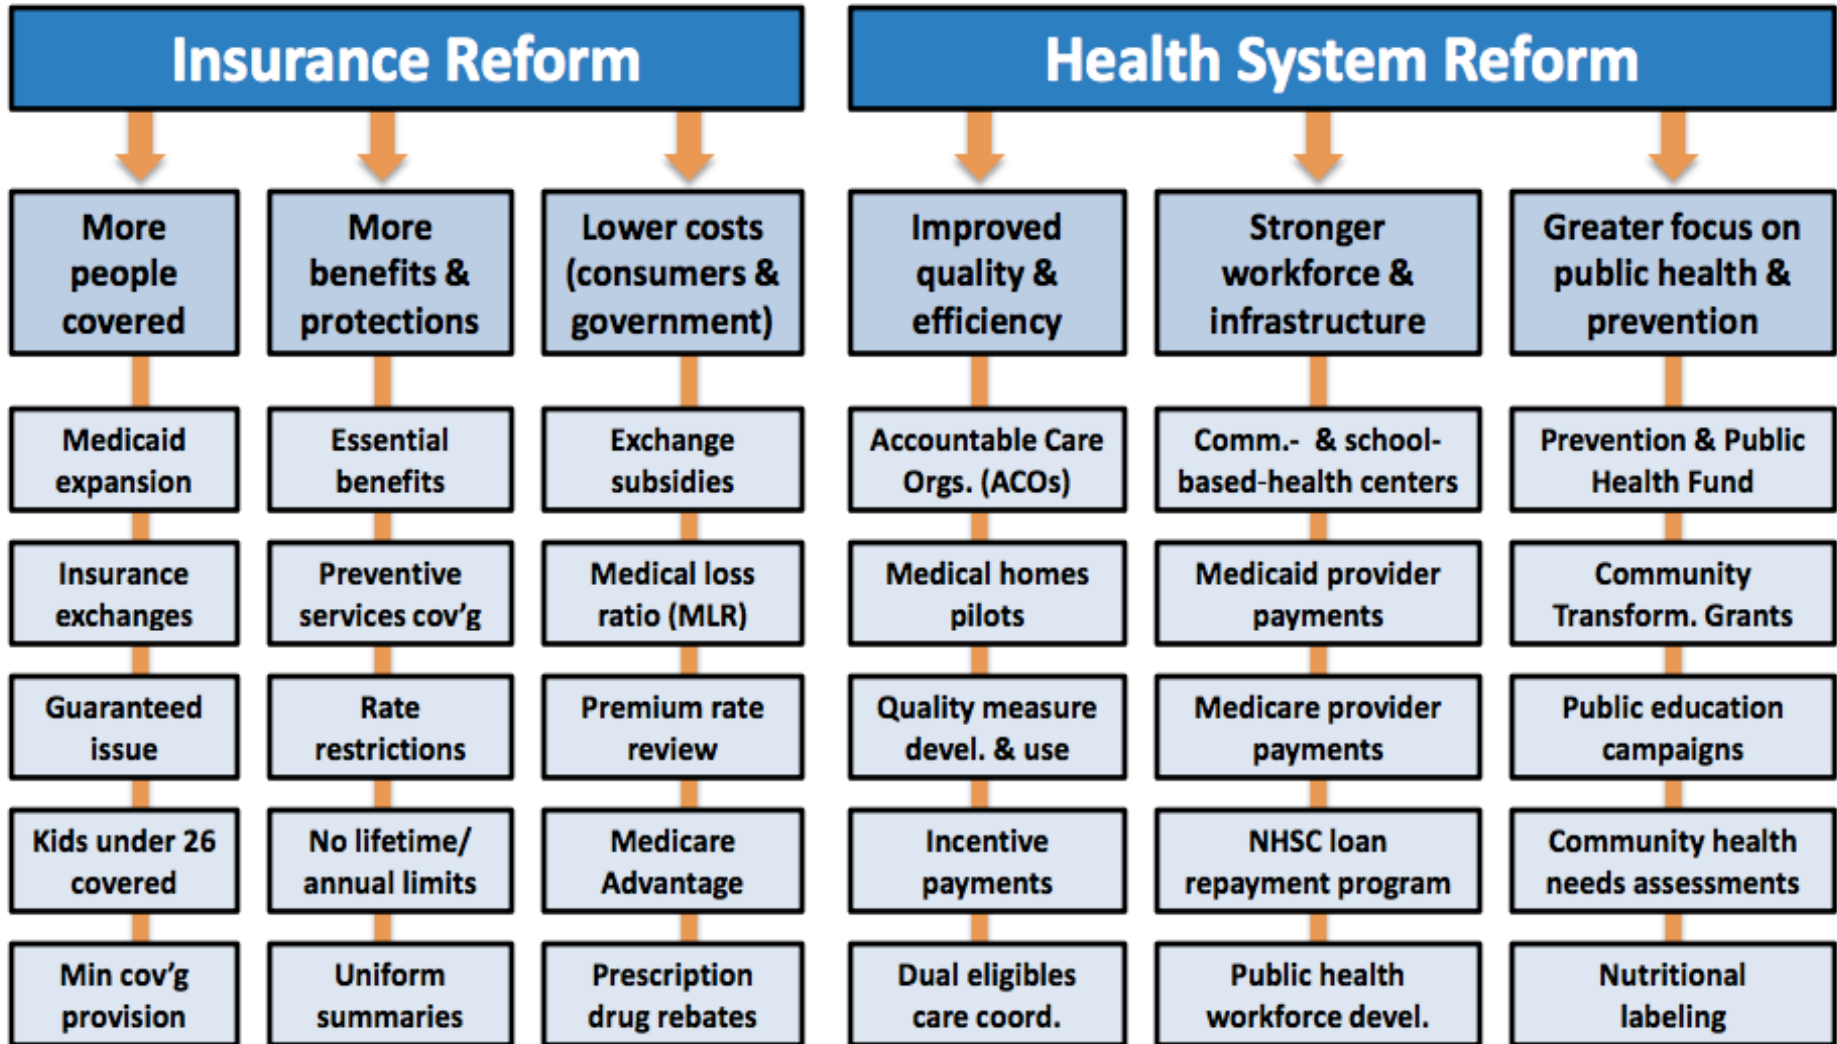 Insurance Reform
Health System Reform
More
people
covered
More
benefits &
protections
Lower costs
(consumers &
government)
Improved
quality &
efficiency
Stronger
workforce &
infrastructure
Greater focus on
public health &
prevention
Medicaid
expansion
Essential
benefits
Exchange
subsidies
Accountable Care
Orgs. (ACOs)
Comm.- & school-
based-health centers
Prevention & Public
Health Fund
Insurance
exchanges
Preventive
services cov'g
Medical loss
ratio (MLR)
Medical homes
pilots
Medicaid provider
payments
Community
Transform. Grants
Guaranteed
issue
Rate
restrictions
Premium rate
review
Quality measure
devel. & use
Medicare provider
payments
Public education
campaigns
Kids under 26
covered
No lifetime/
annual limits
Medicare
Advantage
Incentive
payments
NHSC loan
repayment program
Community health
needs assessments
Min cov'g
provision
Uniform
summaries
Prescription
drug rebates
Dual eligibles
care coord.
Public health
workforce devel.
Nutritional
labeling